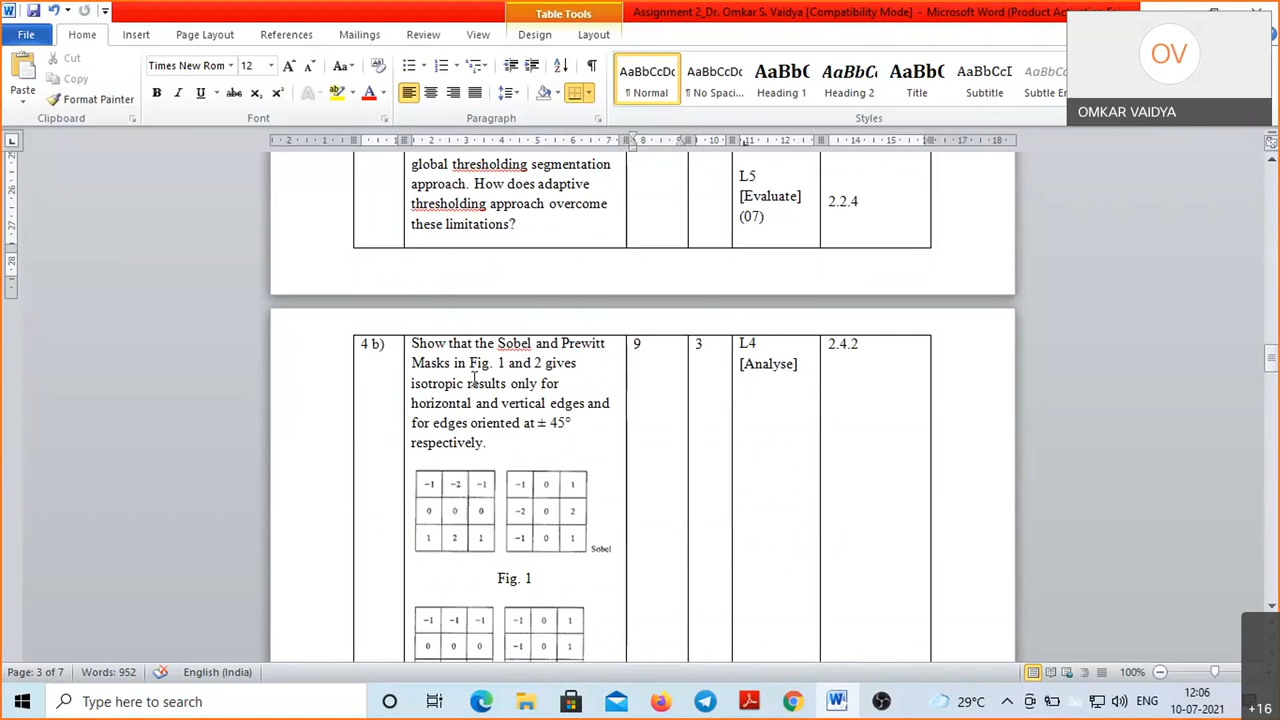 Table Tools
Assignment 2_Dr. Omkar S. Vaidya [Compatibility Mode] - Microsoft Word (Product Activation
File Home Insert Page Layout References Mailings Review View Design Layout
OV
OMKAR VAIDYA
Paste
Cut
Copy
Format Painter
Times New Rom 12
AaBbCcDc AaBbCcDc AaBbC AaBbCc AaBbC AaBbCcD AaBbCcD
¶ Normal ¶ No Spaci... Heading 1 Heading 2 Title Subtitle Subtle Em
Clipboard Font Paragraph Styles
global thresholding segmentation
approach. How does adaptive
thresholding approach overcome
these limitations?
L5
[Evaluate]
(07)
2.2.4
4 b)
Show that the Sobel and Prewitt
Masks in Fig. 1 and 2 gives
isotropic results only for
horizontal and vertical edges and
for edges oriented at ± 45°
respectively.
9
3
L4
[Analyse]
2.4.2
-1 -2 -1 -1 0 1
0 0 0 -2 0 2
1 2 1 -1 0 1
Sobel
Fig. 1
-1 -1 -1 -1 0 1
0 0 0 -1 0 1
Page: 3 of 7 Words: 952 English (India) 100%
Type here to search
29°C
ENG
12:06
10-07-2021
+16